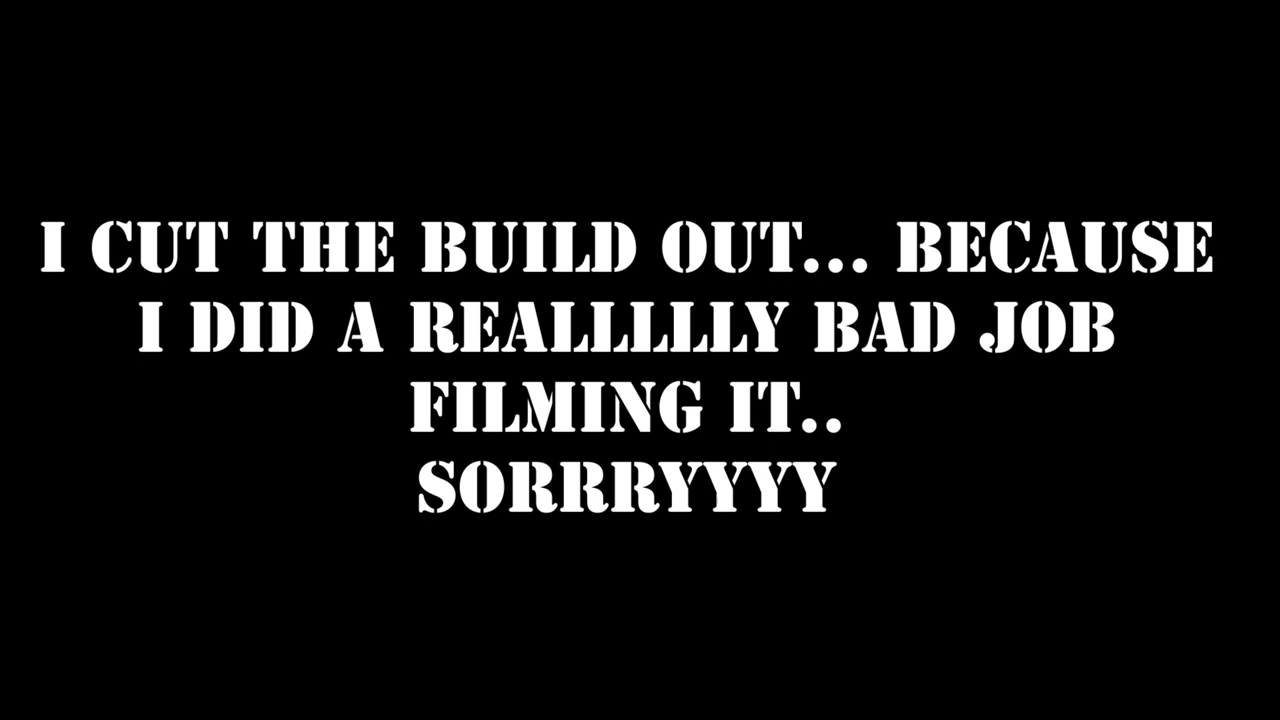 I CUT THE BUILD OUT... BECAUSE
I DID A REALLLLLY BAD JOB
FILMING IT..
SORRRYYYY